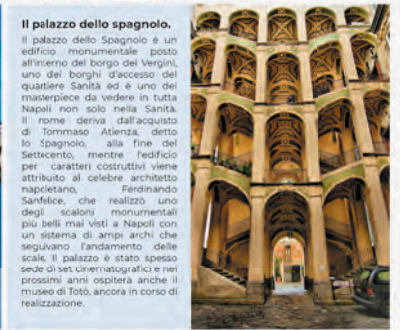 Il palazzo dello spagnolo.
Il palazzo dello Spagnolo è un
edificio monumentale posto
all'interno del borgo dei Vergini,
uno dei borghi d'accesso del
quartiere Sanità ed è uno dei
masterpiece da vedere in tutta
Napoli non solo nella Sanità.
Il nome deriva dall'acquisto
di Tommaso Atienza, detto
lo Spagnolo, alla fine del
Settecento, mentre l'edificio
per caratteri costruttivi viene
attribuito al celebre architetto
napoletano, Ferdinando
Sanfelice, che realizzò uno
degli scaloni monumentali
più belli mai visti a Napoli con
un sistema di ampi archi che
seguivano l'andamento delle
scale. Il palazzo è stato spesso
sede di set cinematografici e nei
prossimi anni ospiterà anche il
museo di Totò, ancora in corso di
realizzazione.